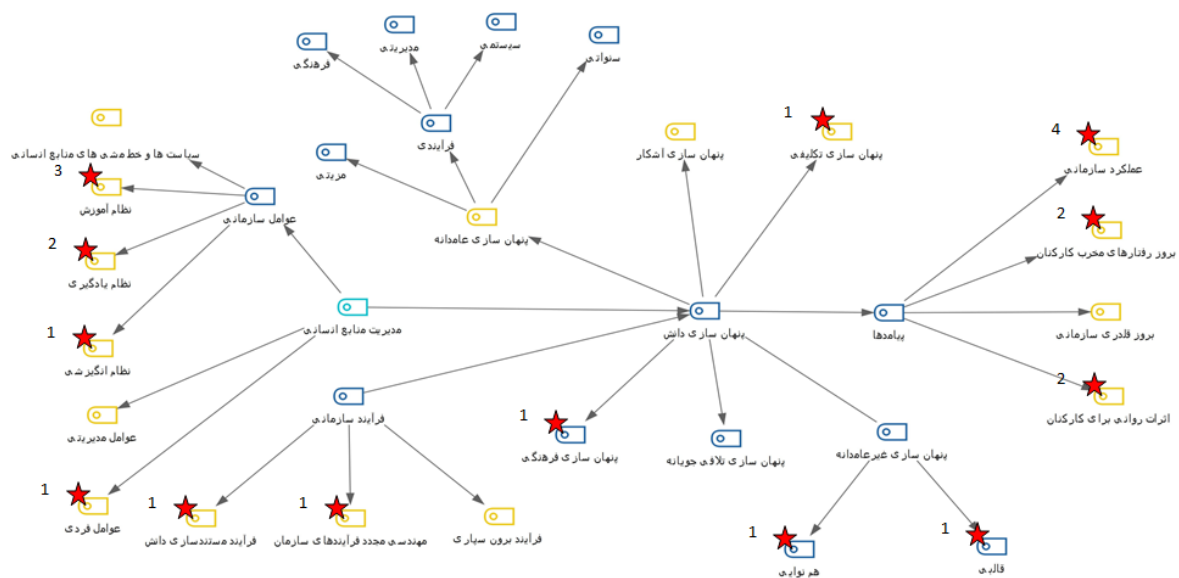 سیستمی
مدیریتی
سنواتی
فرهنگی
1
4
فرآیندی
سیاست ها و خط مشی های منابع انسانی
مزیتی
پنهان سازی آشکار
پنهان سازی تکلیفی
عملکرد سازمانی
3
نظام آموزش
عوامل سازمانی
پنهان سازی عامدانه
2
2
بروز رفتارهای مخرب کارکنان
نظام یادگیری
مدیریت منابع انسانی
پنهان سازی دانش
پیامدها
بروز قلدری سازمانی
1
نظام انگیزشی
2
اثرات روانی برای کارکنان
عوامل مدیریتی
فرآیند سازمانی
1
پنهان سازی فرهنگی
پنهان سازی تلافی جویانه
پنهان سازی غیرعامدانه
1
عوامل فردی
1
فرآیند مستندسازی دانش
1
مهندسی مجدد فرآیندهای سازمان
فرآیند برون سپاری
1
هم نوایی
1
قالبی